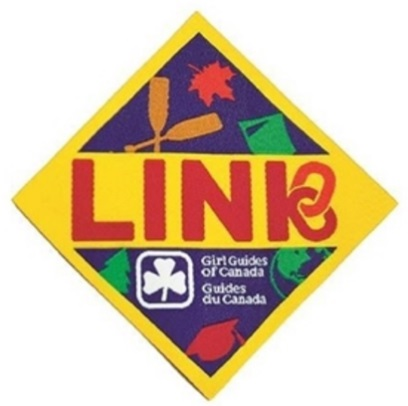 LINK
Girl Guides
of Canada
Guides
du Canada